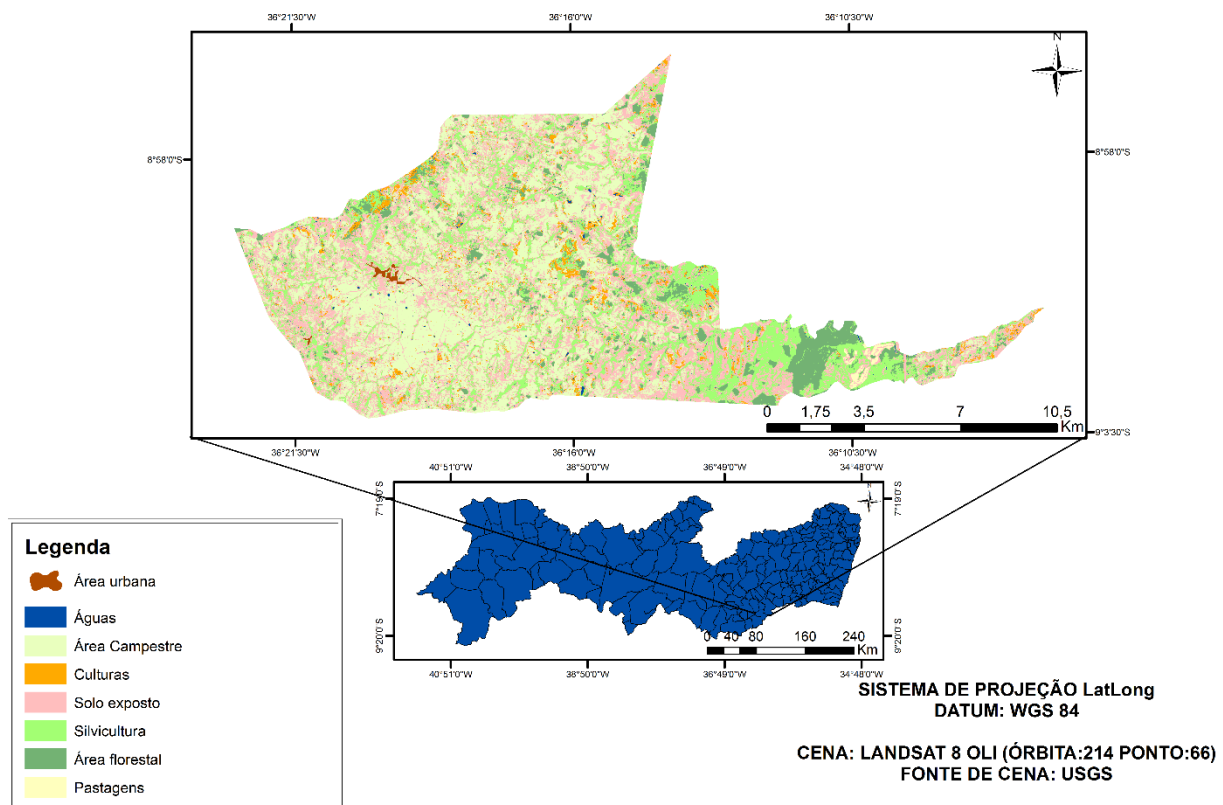 36°21'30"W 36°16'0"W 36°10'30"W
N
8°58'0"S 8°58'0"S
0 1,75 3,5 7 10,5
Km
9°3'30"S
36°21'30"W 36°16'0"W 36°10'30"W
40°51'0"W 38°50'0"W 36°49'0"W 34°48'0"W
7°19'0"S 7°19'0"S
0 40 80 160 240
Km
9°20'0"S 9°20'0"S
40°51'0"W 38°50'0"W 36°49'0"W 34°48'0"W
Legenda
Área urbana
Águas
Área Campestre
Culturas
Solo exposto
Silvicultura
Área florestal
Pastagens
SISTEMA DE PROJEÇÃO LatLong
DATUM: WGS 84
CENA: LANDSAT 8 OLI (ÓRBITA:214 PONTO:66)
FONTE DE CENA: USGS